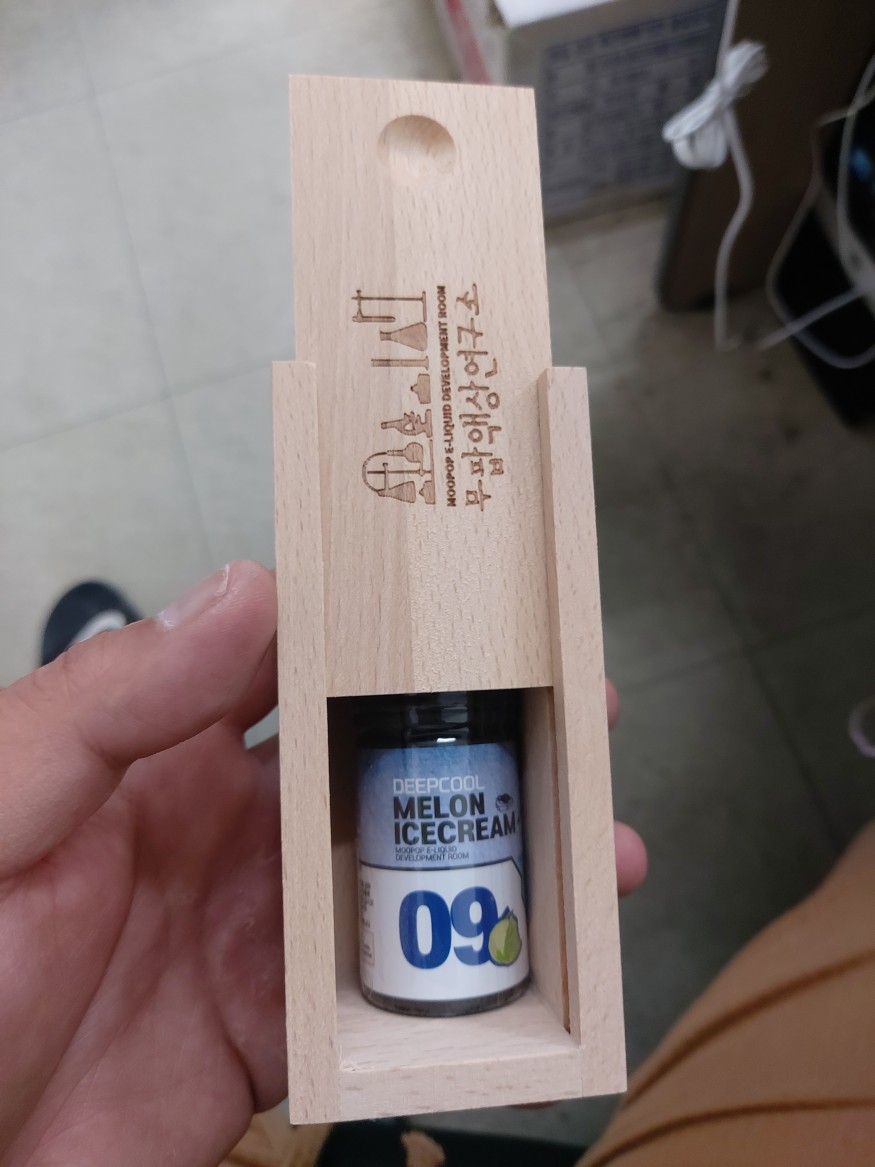 MOOPOP E-LIQUID DEVELOPMENT ROOM
무팝액상연구소
DEEPCOOL
MELON
ICECREAM
MOOPOP E-LIQUID
DEVELOPMENT ROOM
09